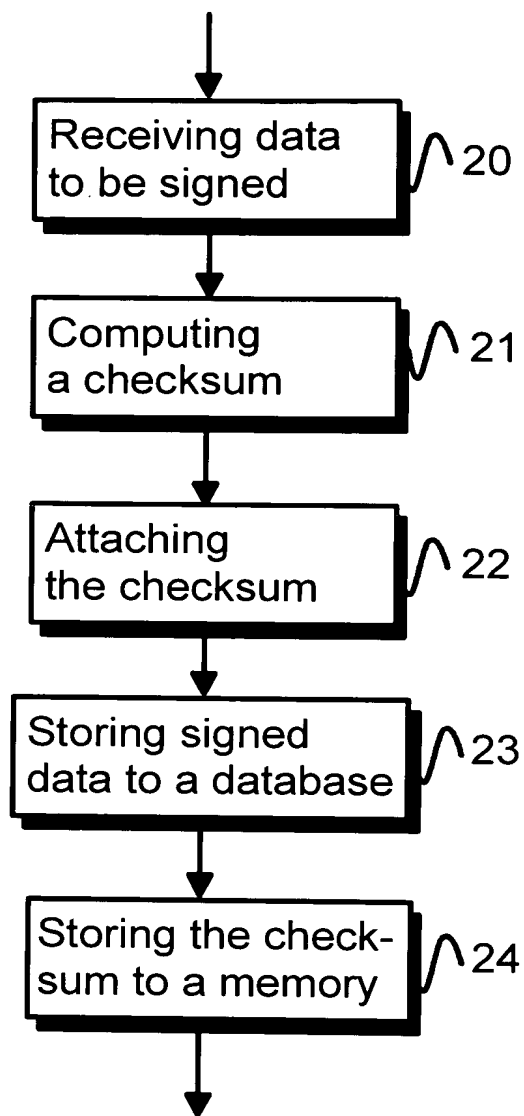 Receiving data
to be signed
20
Computing
a checksum
21
Attaching
the checksum
22
Storing signed
data to a database
23
Storing the check-
sum to a memory
24